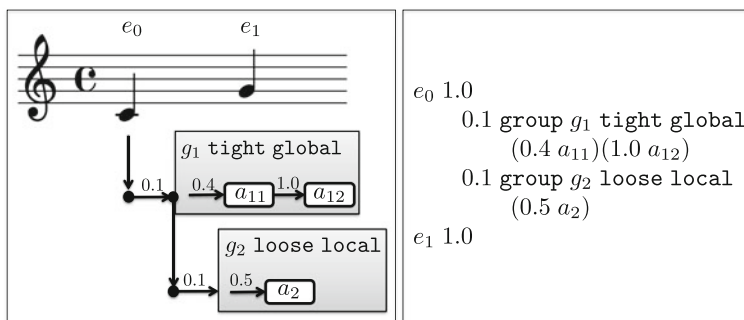 e₀ e₁
g₁ tight global
0.1 0.4 a₁₁ 1.0 a₁₂
g₂ loose local
0.1 0.5 a₂
e₀ 1.0
0.1 group g₁ tight global
(0.4 a₁₁)(1.0 a₁₂)
0.1 group g₂ loose local
(0.5 a₂)
e₁ 1.0